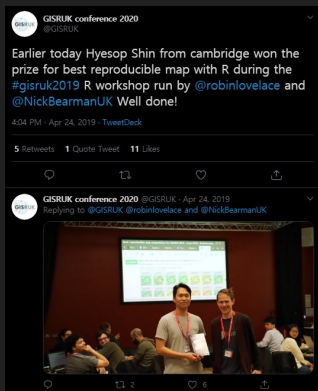 GISRUK conference 2020
@GISRUK
Earlier today Hyesop Shin from cambridge won the
prize for best reproducible map with R during the
#gisruk2019 R workshop run by @robinlovelace and
@NickBearmanUK Well done!
4:04 PM · Apr 24, 2019 · TweetDeck
5 Retweets 1 Quote Tweet 11 Likes
GISRUK conference 2020 @GISRUK · Apr 24, 2019
Replying to @GISRUK @robinlovelace and @NickBearmanUK
2 6